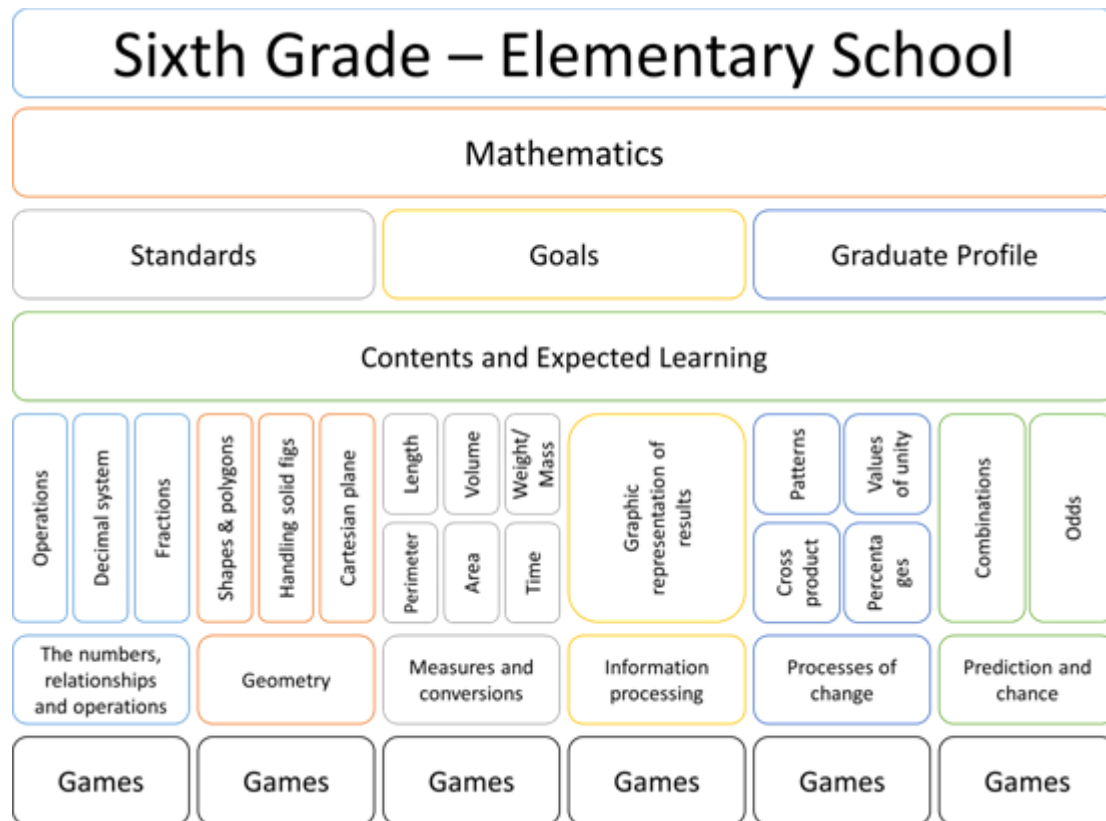 Sixth Grade – Elementary School
Mathematics
Standards
Goals
Graduate Profile
Contents and Expected Learning
Operations
Decimal system
Fractions
Shapes & polygons
Handling solid figs
Cartesian plane
Length
Volume
Weight/
Mass
Perimeter
Area
Time
Graphic
representation of
results
Patterns
Values
of unity
Cross
product
Percenta
ges
Combinations
Odds
The numbers,
relationships
and operations
Geometry
Measures and
conversions
Information
processing
Processes of
change
Prediction and
chance
Games
Games
Games
Games
Games
Games